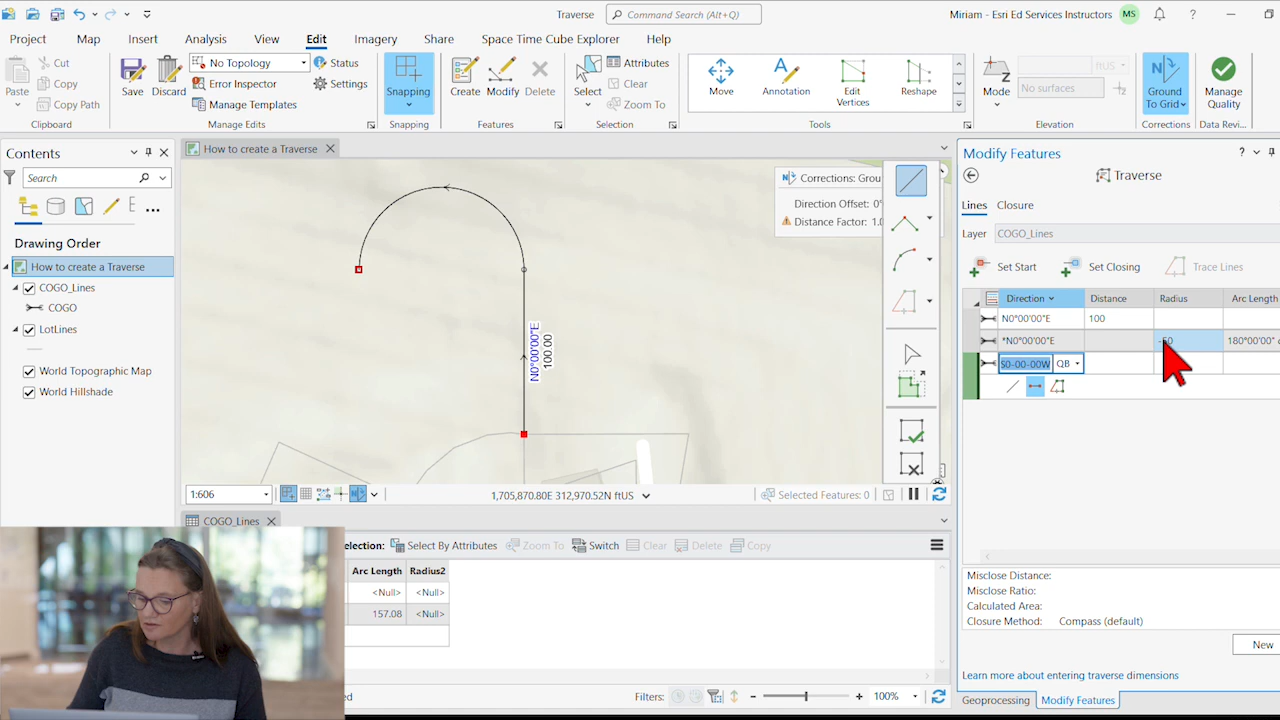 Traverse
Command Search (Alt+Q)
Miriam - Esri Ed Services Instructors
MS
?
Project
Map
Insert
Analysis
View
Edit
Imagery
Share
Space Time Cube Explorer
Help
Paste
Cut
Copy
Copy Path
Clipboard
Save
Discard
No Topology
Status
Error Inspector
Settings
Manage Templates
Manage Edits
Snapping
Snapping
Create
Modify
Delete
Features
Select
Attributes
Clear
Zoom To
Selection
Move
Annotation
Edit
Vertices
Reshape
Tools
Mode
ftUS
No surfaces
Elevation
Ground
To Grid
Corrections
Manage
Quality
Data Revi...
Contents
Search
...
Drawing Order
How to create a Traverse
COGO_Lines
COGO
LotLines
World Topographic Map
World Hillshade
How to create a Traverse
Corrections: Grou
Direction Offset: 0°
Distance Factor: 1.0
N0°00'00"E
100.00
1:606
1,705,870.80E 312,970.52N ftUS
Selected Features: 0
COGO_Lines
election:
Select By Attributes
Zoom To
Switch
Clear
Delete
Copy
Arc Length
Radius2
<Null>
<Null>
157.08
<Null>
ed
Filters:
100%
Modify Features
?
Traverse
Lines
Closure
Layer
COGO_Lines
Set Start
Set Closing
Trace Lines
Direction
Distance
Radius
Arc Length
N0°00'00"E
100
*N0°00'00"E
180°00'00"
S0-00-00W
QB
Misclose Distance:
Misclose Ratio:
Calculated Area:
Closure Method:
Compass (default)
New
Learn more about entering traverse dimensions
Geoprocessing
Modify Features